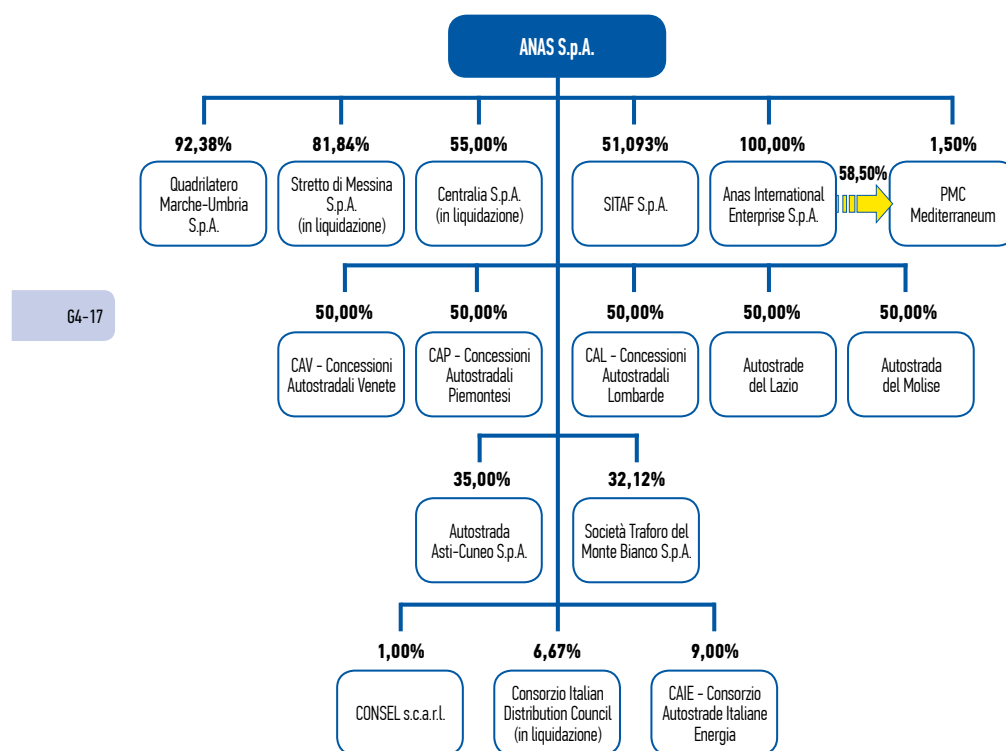 ANAS S.p.A.
92,38%
81,84%
55,00%
51,093%
100,00%
1,50%
58,50%
Quadrilatero
Marche-Umbria
S.p.A.
Stretto di Messina
S.p.A.
(in liquidazione)
Centralia S.p.A.
(in liquidazione)
SITAF S.p.A.
Anas International
Enterprise S.p.A.
PMC
Mediterraneum
G4-17
50,00%
50,00%
50,00%
50,00%
50,00%
CAV - Concessioni
Autostradali Venete
CAP - Concessioni
Autostradali
Piemontesi
CAL - Concessioni
Autostradali
Lombarde
Autostrade
del Lazio
Autostrada
del Molise
35,00%
32,12%
Autostrada
Asti-Cuneo S.p.A.
Società Traforo del
Monte Bianco S.p.A.
1,00%
6,67%
9,00%
CONSEL s.c.a.r.l.
Consorzio Italian
Distribution Council
(in liquidazione)
CAIE - Consorzio
Autostrade Italiane
Energia